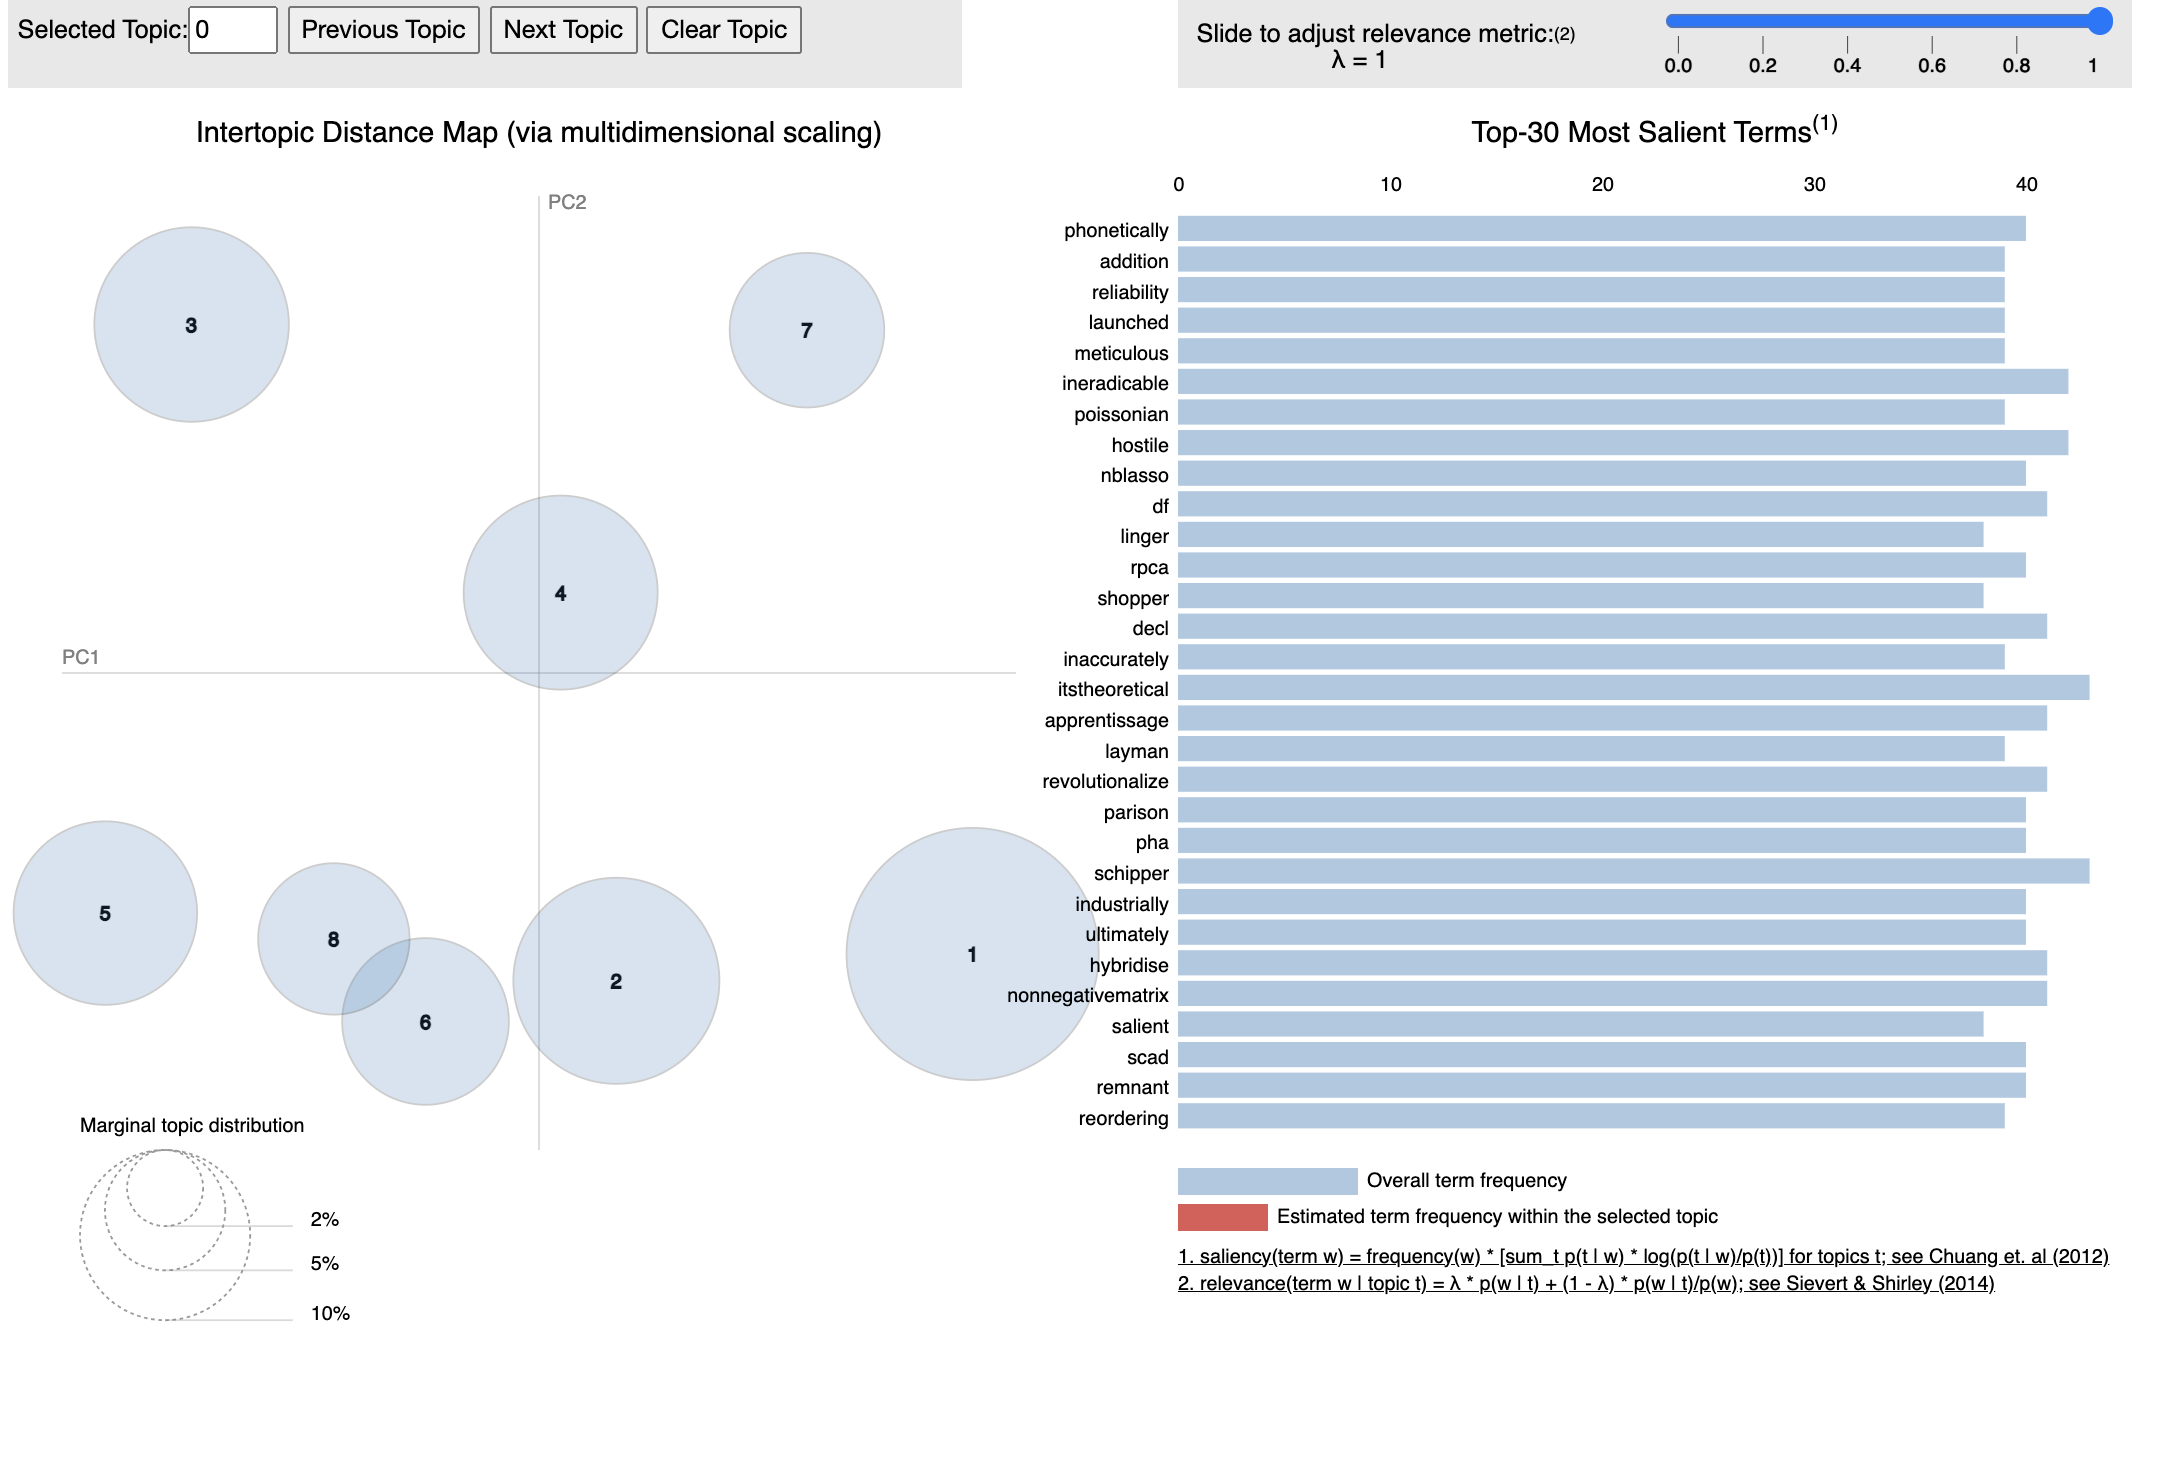 Selected Topic: 0 Previous Topic Next Topic Clear Topic
Slide to adjust relevance metric:(2)
λ = 1
0.0 0.2 0.4 0.6 0.8 1
Intertopic Distance Map (via multidimensional scaling)
PC2
PC1
3
7
4
5
8
6
2
1
Marginal topic distribution
2%
5%
10%
Top-30 Most Salient Terms(1)
0 10 20 30 40
phonetically
addition
reliability
launched
meticulous
ineradicable
poissonian
hostile
nblasso
df
linger
rpca
shopper
decl
inaccurately
itstheoretical
apprentissage
layman
revolutionalize
parison
pha
schipper
industrially
ultimately
hybridise
nonnegativematrix
salient
scad
remnant
reordering
Overall term frequency
Estimated term frequency within the selected topic
1. saliency(term w) = frequency(w) * [sum_t p(t | w) * log(p(t | w)/p(t))] for topics t; see Chuang et. al (2012)
2. relevance(term w | topic t) = λ * p(w | t) + (1 - λ) * p(w | t)/p(w); see Sievert & Shirley (2014)